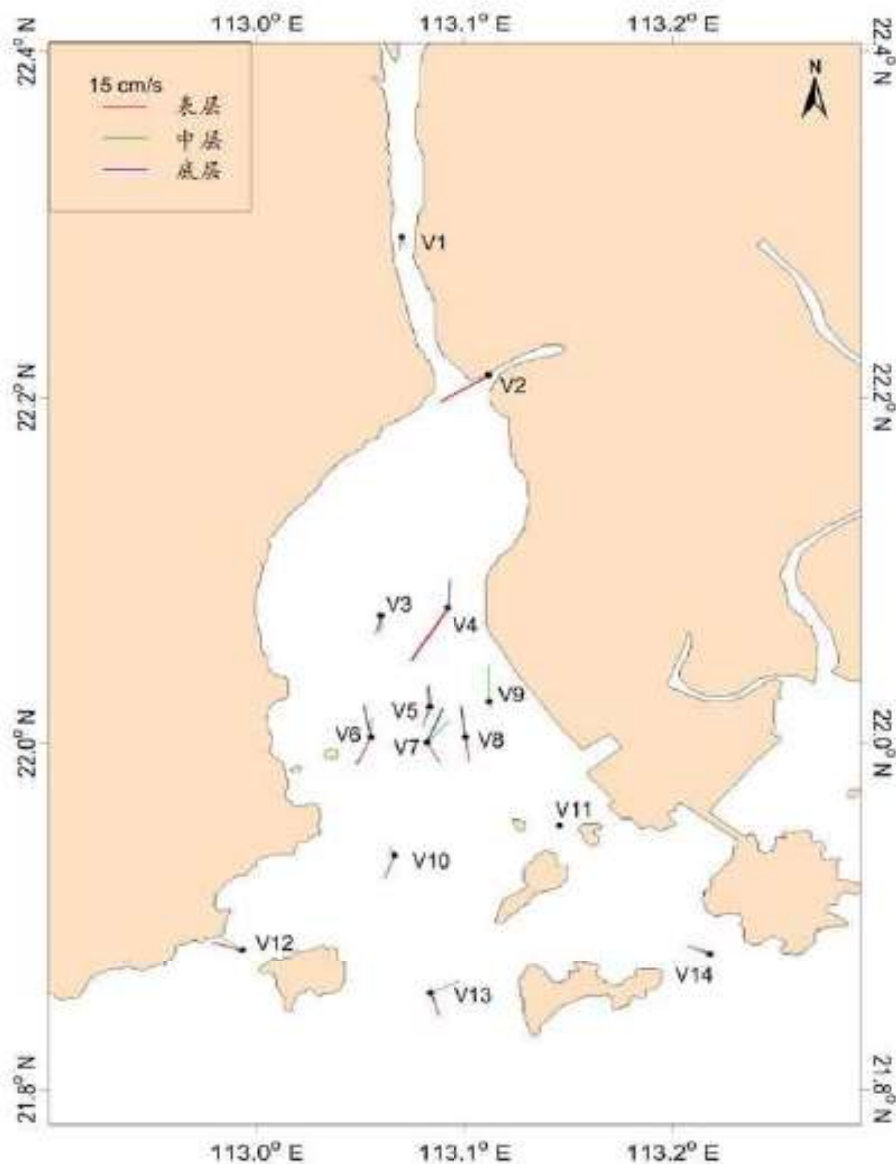 113.0° E 113.1° E 113.2° E
22.4° N 22.4° N
15 cm/s
表层
中层
底层
N
V1
V2
22.2° N 22.2° N
V3
V4
V9
V5
V6
V7
V8
22.0° N 22.0° N
V11
V10
V12
V14
V13
21.8° N 21.8° N
113.0° E 113.1° E 113.2° E